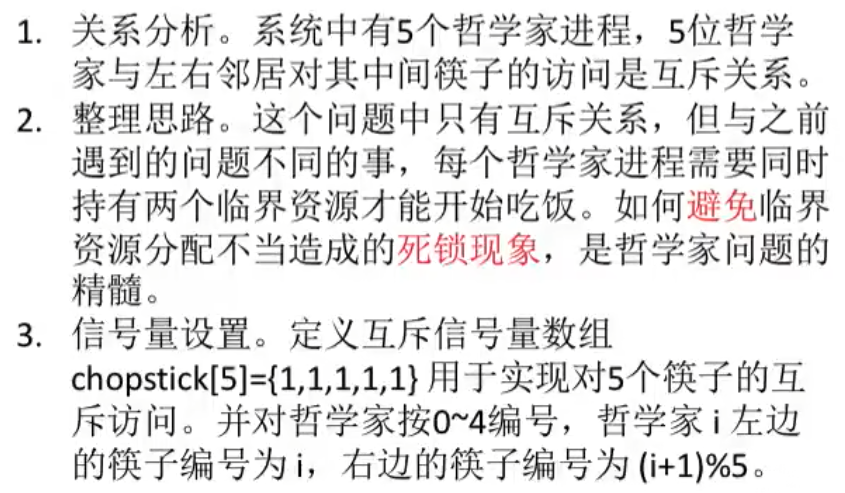 1. 关系分析。系统中有5个哲学家进程，5位哲学
家与左右邻居对其中间筷子的访问是互斥关系。
2. 整理思路。这个问题中只有互斥关系，但与之前
遇到的问题不同的事，每个哲学家进程需要同时
持有两个临界资源才能开始吃饭。如何避免临界
资源分配不当造成的死锁现象，是哲学家问题的
精髓。
3. 信号量设置。定义互斥信号量数组
chopstick[5]={1,1,1,1,1} 用于实现对5个筷子的互
斥访问。并对哲学家按0~4编号，哲学家 i 左边
的筷子编号为 i，右边的筷子编号为 (i+1)%5。